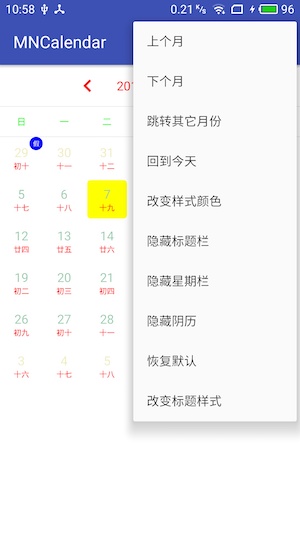 10:58 0.21 K/s 96
MNCalendar
上个月
下个月
跳转其它月份
回到今天
改变样式颜色
隐藏标题栏
隐藏星期栏
隐藏阴历
恢复默认
改变标题样式
201
日 一 二
假
29 30 31
初十 十一 十二
5 6 7
十七 十八 十九
12 13 14
廿四 廿五 廿六
19 20 21
初二 初三 初四
26 27 28
初九 初十 十一
3 4 5
十六 十七 十八